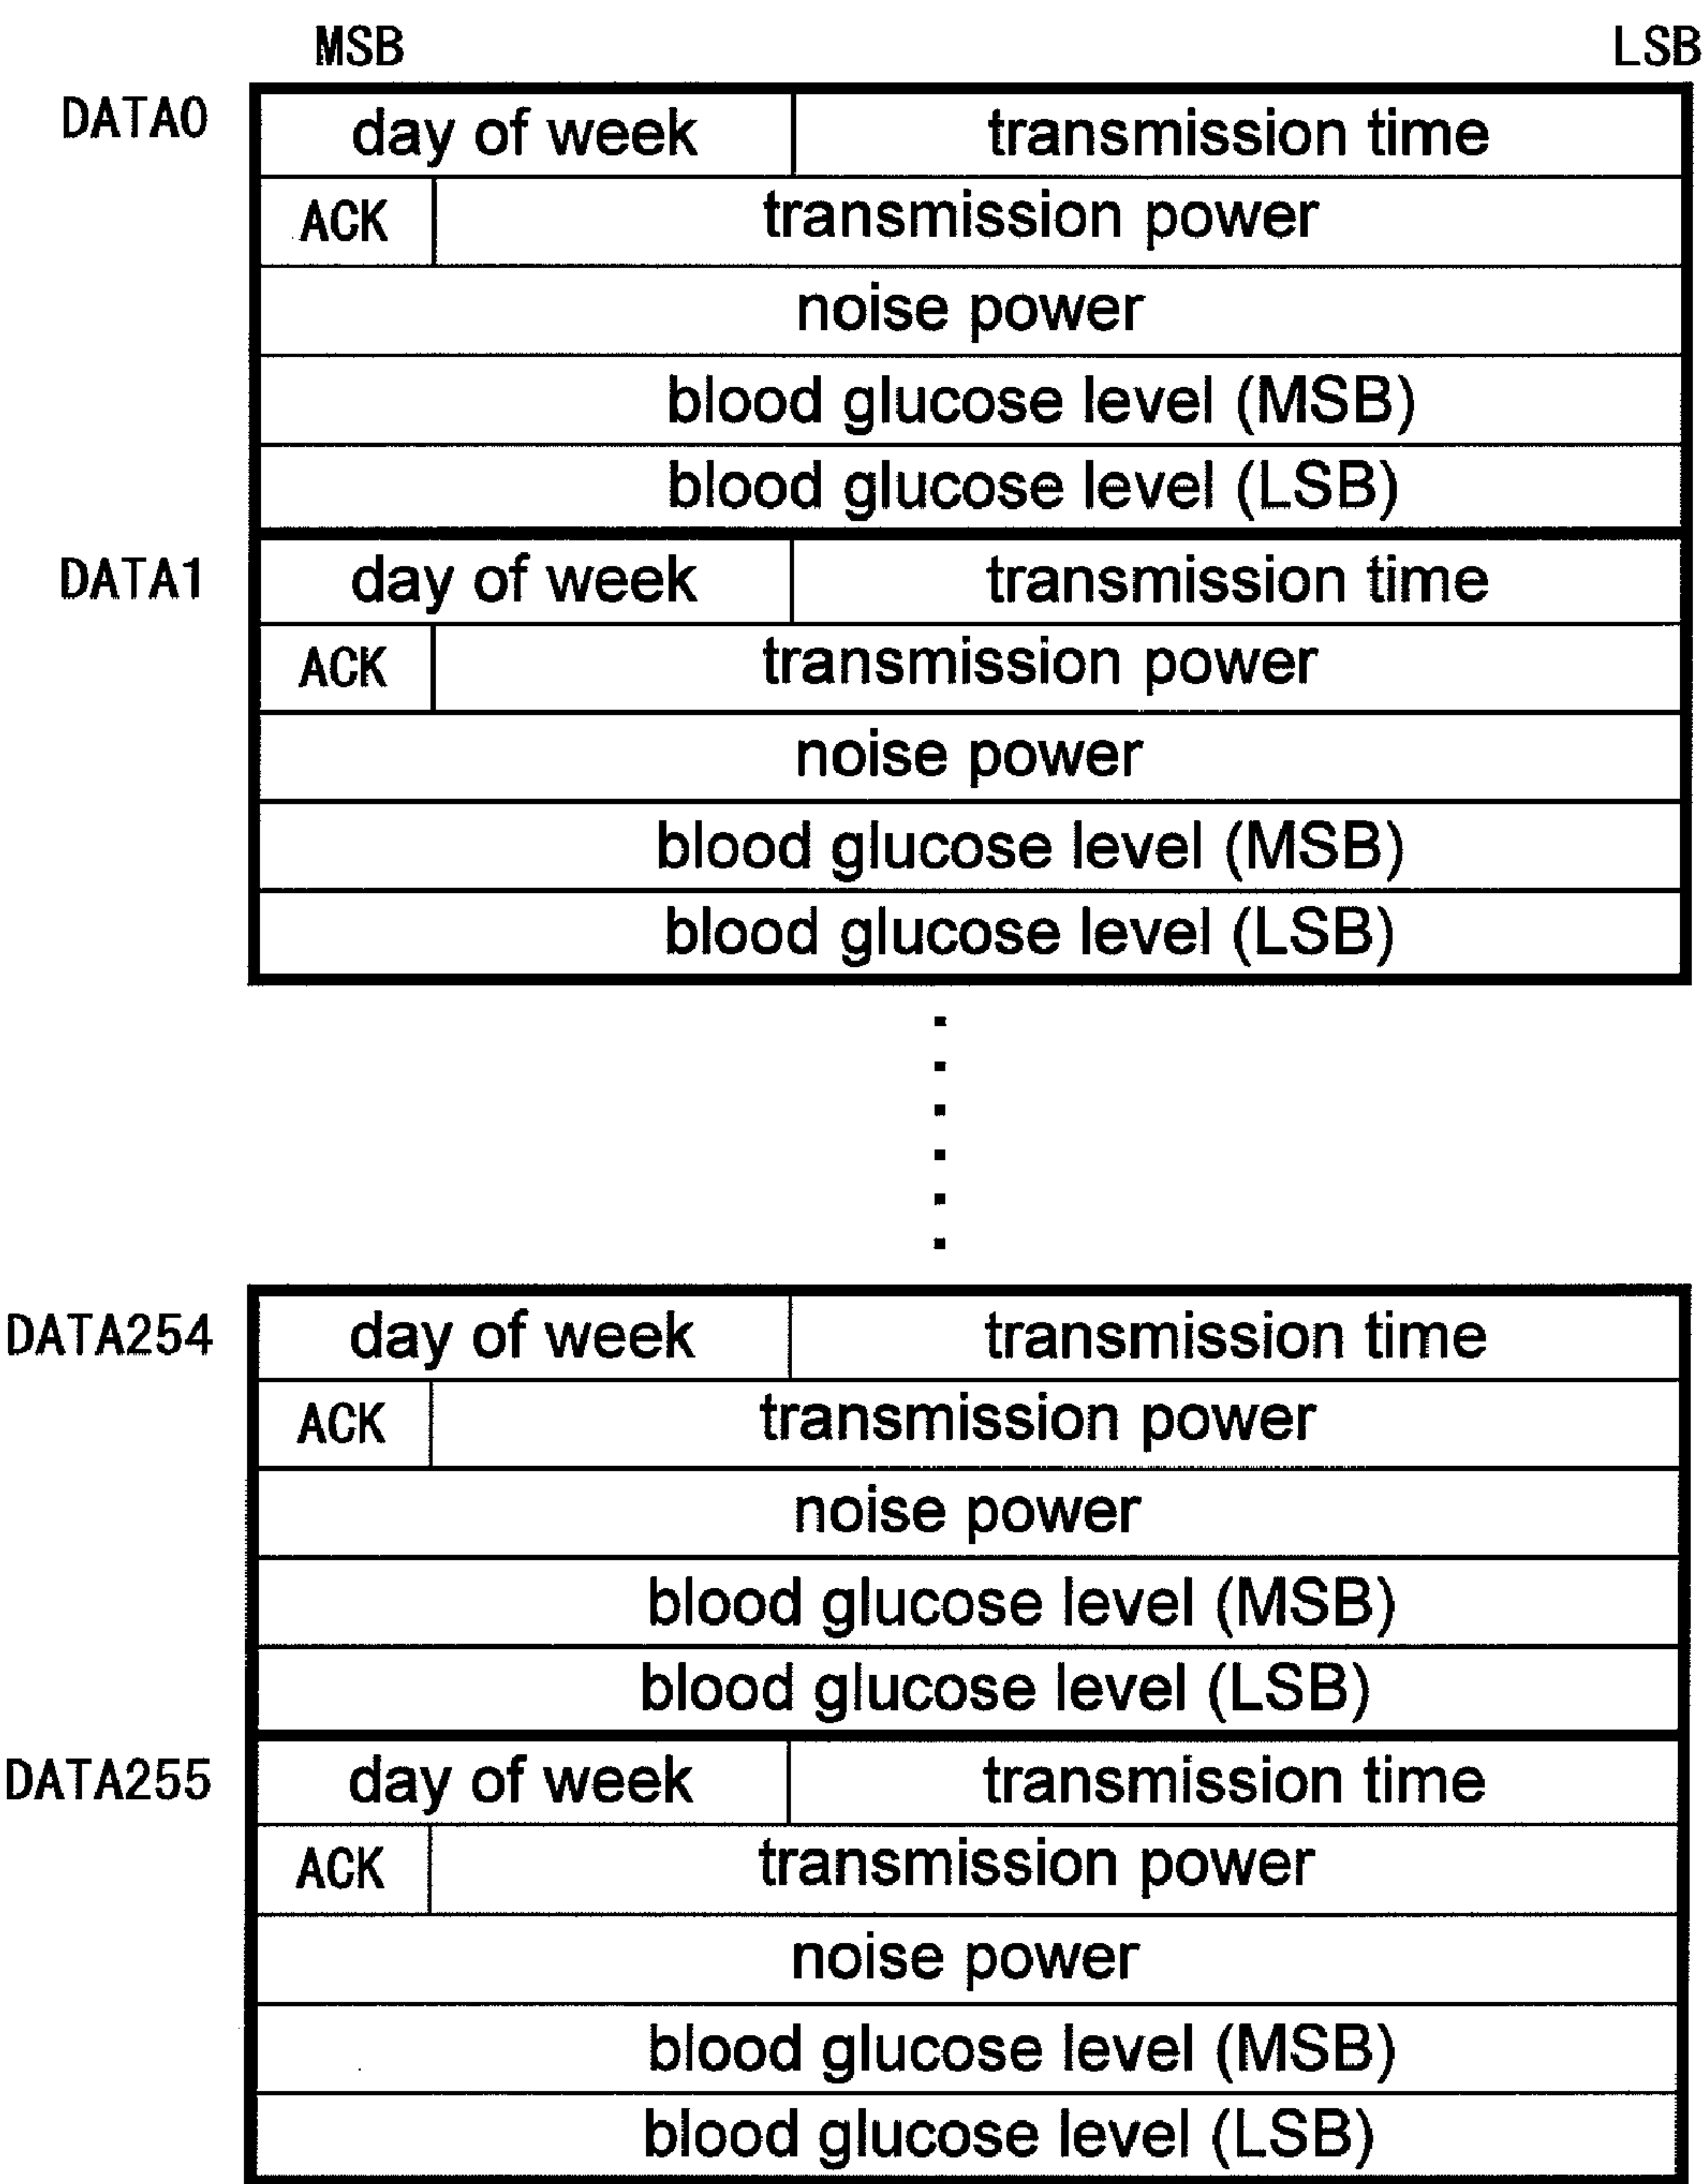 MSB LSB
DATA0 day of week transmission time
ACK transmission power
noise power
blood glucose level (MSB)
blood glucose level (LSB)
DATA1 day of week transmission time
ACK transmission power
noise power
blood glucose level (MSB)
blood glucose level (LSB)
DATA254 day of week transmission time
ACK transmission power
noise power
blood glucose level (MSB)
blood glucose level (LSB)
DATA255 day of week transmission time
ACK transmission power
noise power
blood glucose level (MSB)
blood glucose level (LSB)